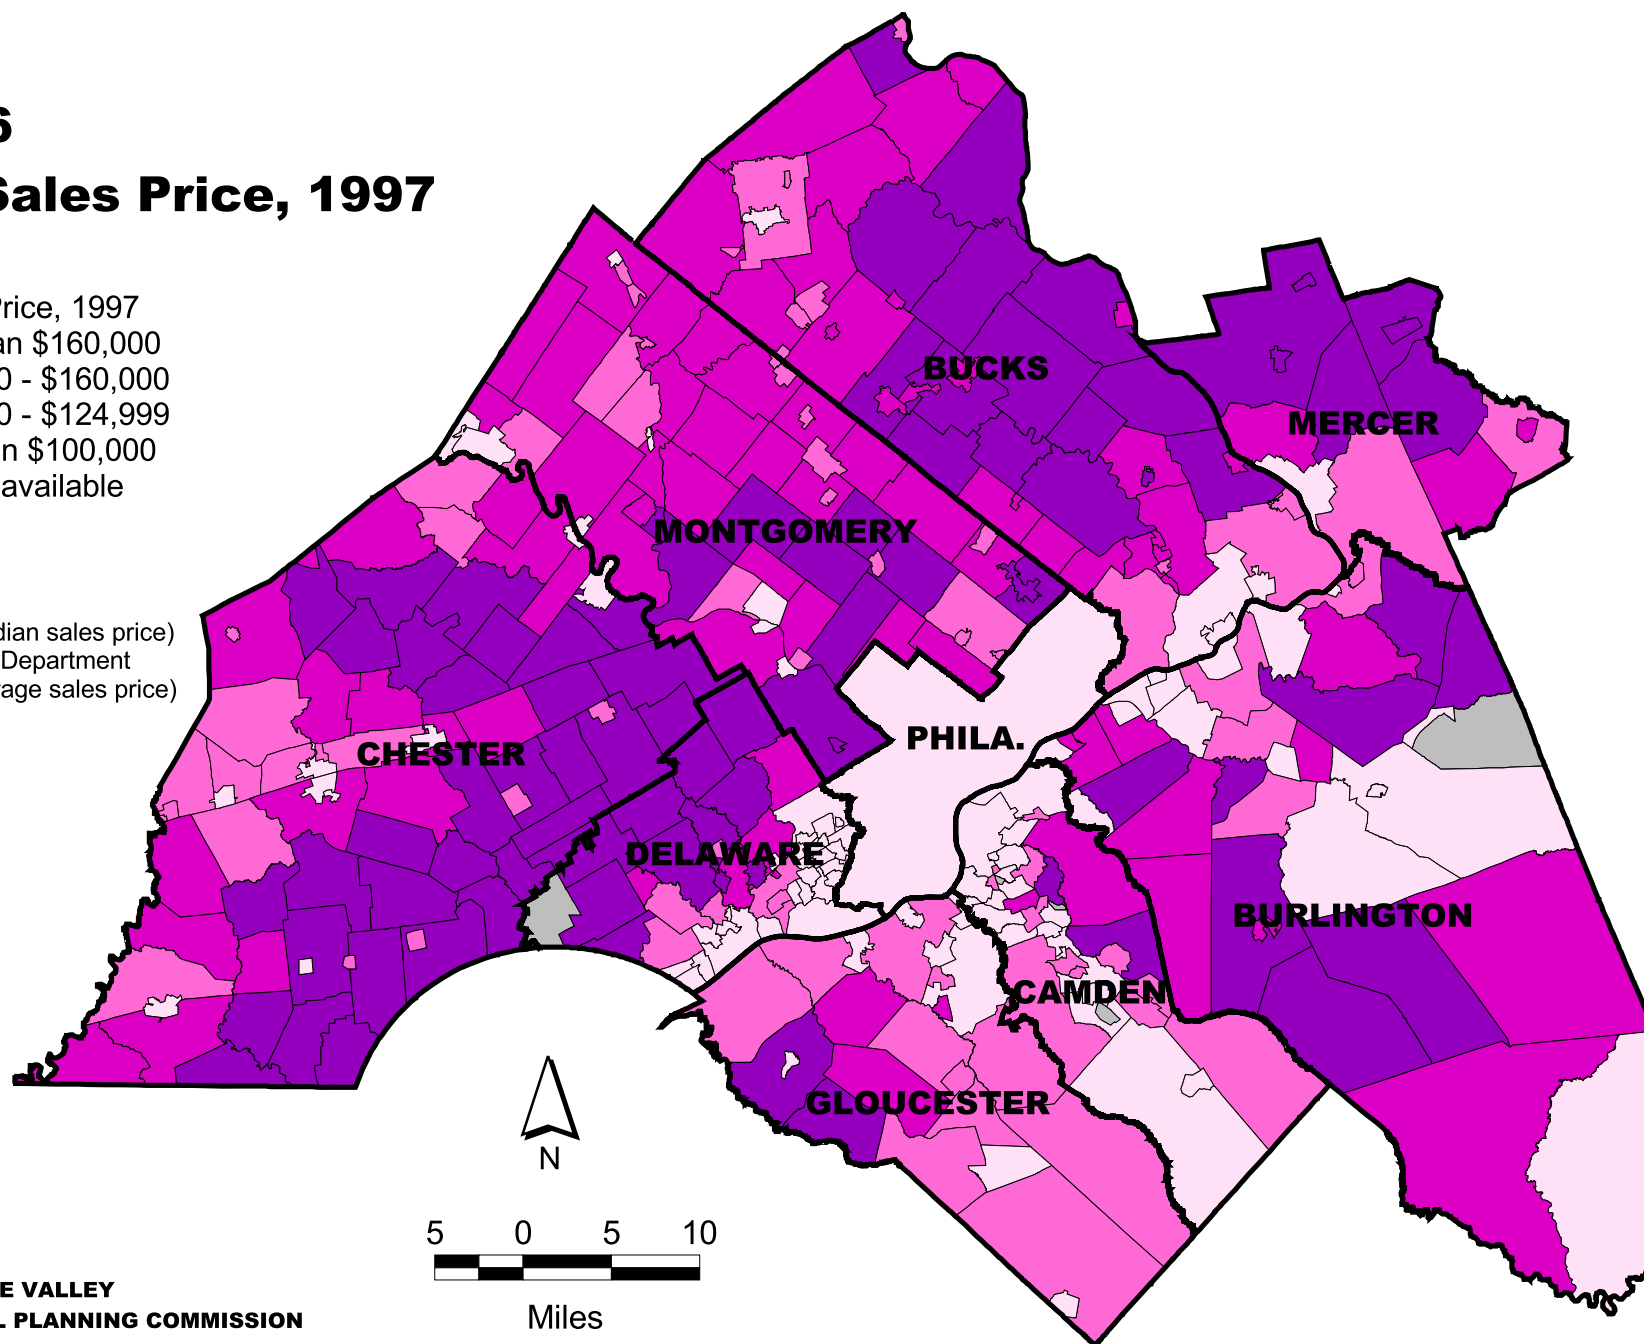 6
Sales Price, 1997
Price, 1997
an $160,000
0 - $160,000
0 - $124,999
n $100,000
available
dian sales price)
Department
rage sales price)
BUCKS
MERCER
MONTGOMERY
PHILA.
CHESTER
DELAWARE
BURLINGTON
CAMDEN
GLOUCESTER
N
5 0 5 10
Miles
E VALLEY
L PLANNING COMMISSION